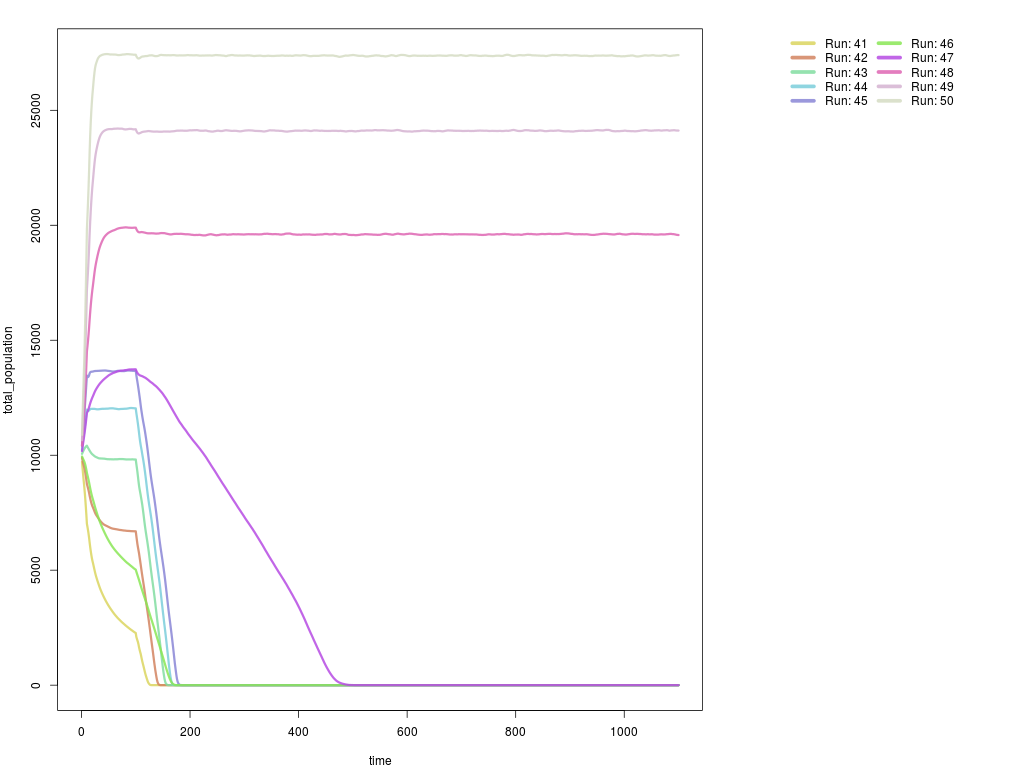 Run: 41
Run: 42
Run: 43
Run: 44
Run: 45
Run: 46
Run: 47
Run: 48
Run: 49
Run: 50
total_population
25000
20000
15000
10000
5000
0
0 200 400 600 800 1000
time